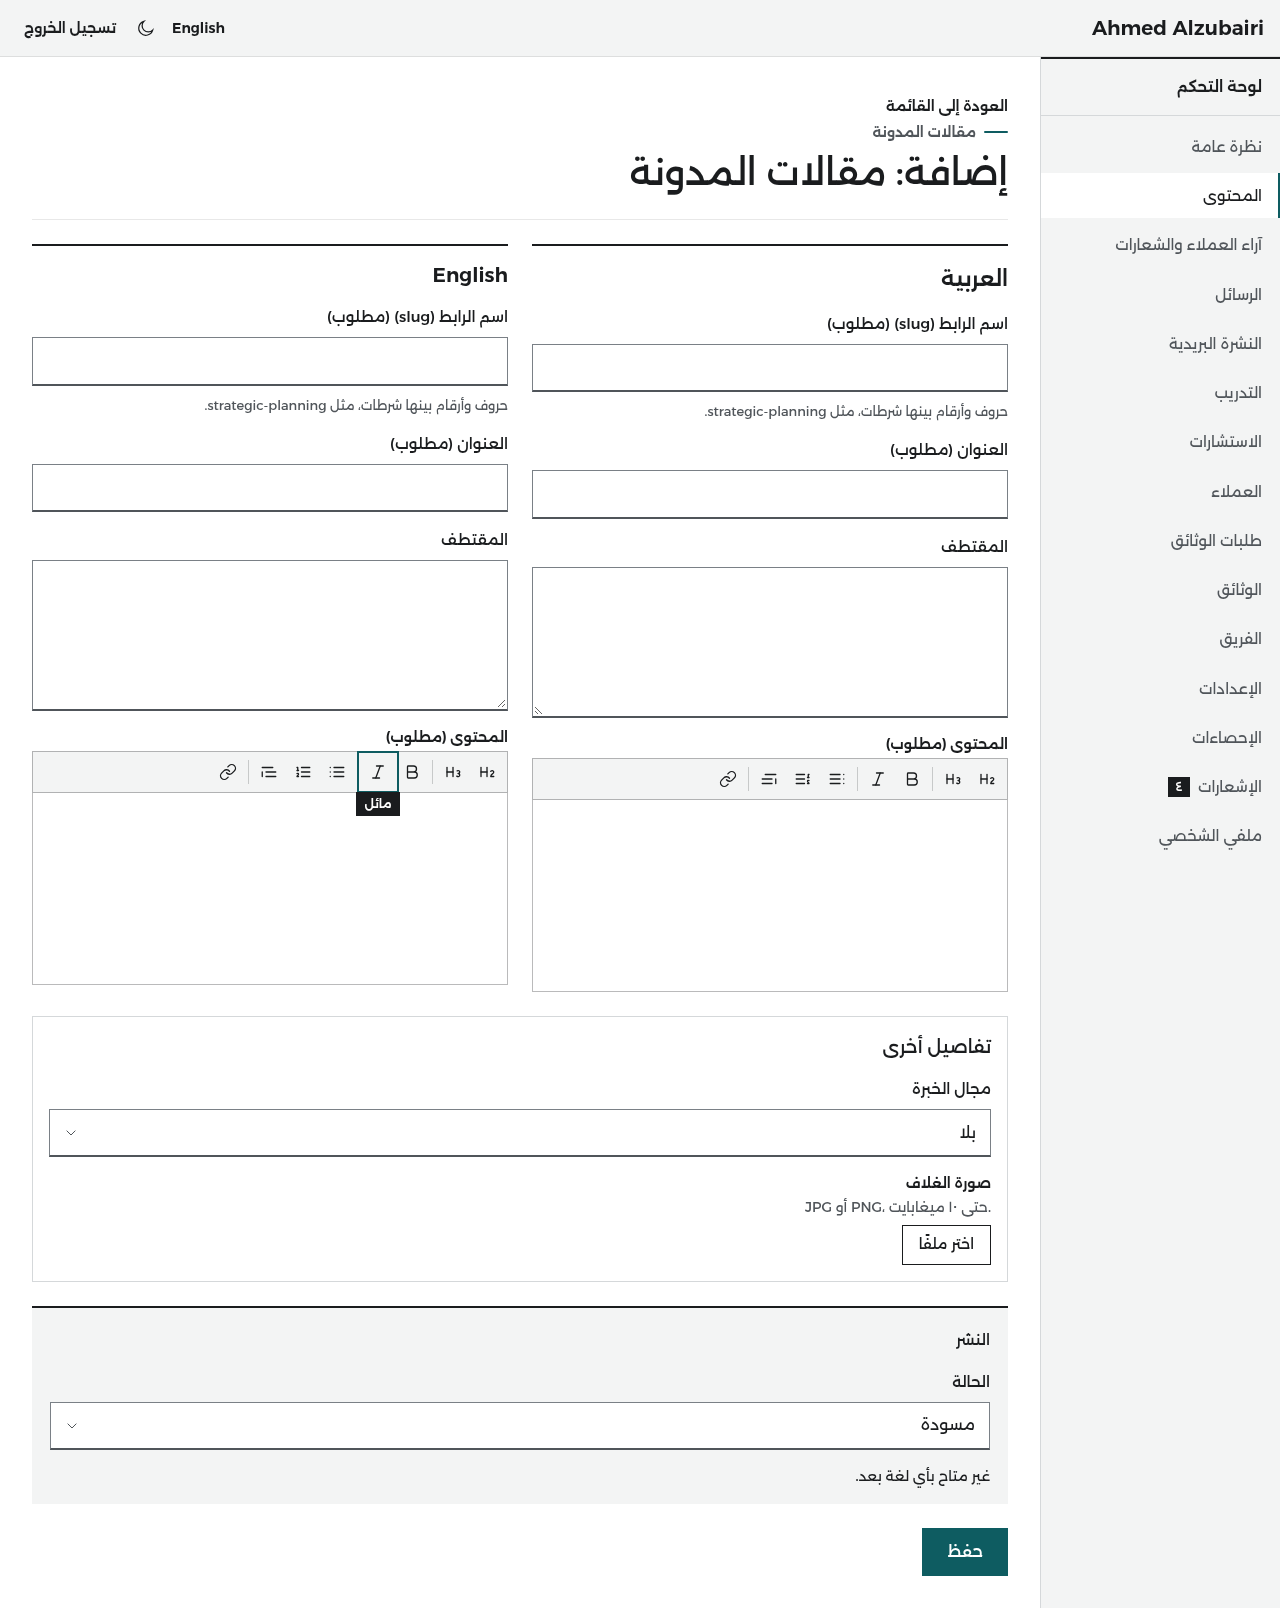 Ahmed Alzubairi
English
تسجيل الخروج
لوحة التحكم
نظرة عامة
المحتوى
آراء العملاء والشعارات
الرسائل
النشرة البريدية
التدريب
الاستشارات
العملاء
طلبات الوثائق
الوثائق
الفريق
الإعدادات
الإحصاءات
الإشعارات ٤
ملفي الشخصي
العودة إلى القائمة
مقالات المدونة
إضافة: مقالات المدونة
العربية
اسم الرابط (slug) (مطلوب)
حروف وأرقام بينها شرطات، مثل strategic-planning.
العنوان (مطلوب)
المقتطف
المحتوى (مطلوب)
H2 H3 B I
English
اسم الرابط (slug) (مطلوب)
حروف وأرقام بينها شرطات، مثل strategic-planning.
العنوان (مطلوب)
المقتطف
المحتوى (مطلوب)
H2 H3 B I
مائل
تفاصيل أخرى
مجال الخبرة
بلا
صورة الغلاف
JPG أو PNG، حتى ١٠ ميغابايت.
اختر ملفًا
النشر
الحالة
مسودة
غير متاح بأي لغة بعد.
حفظ